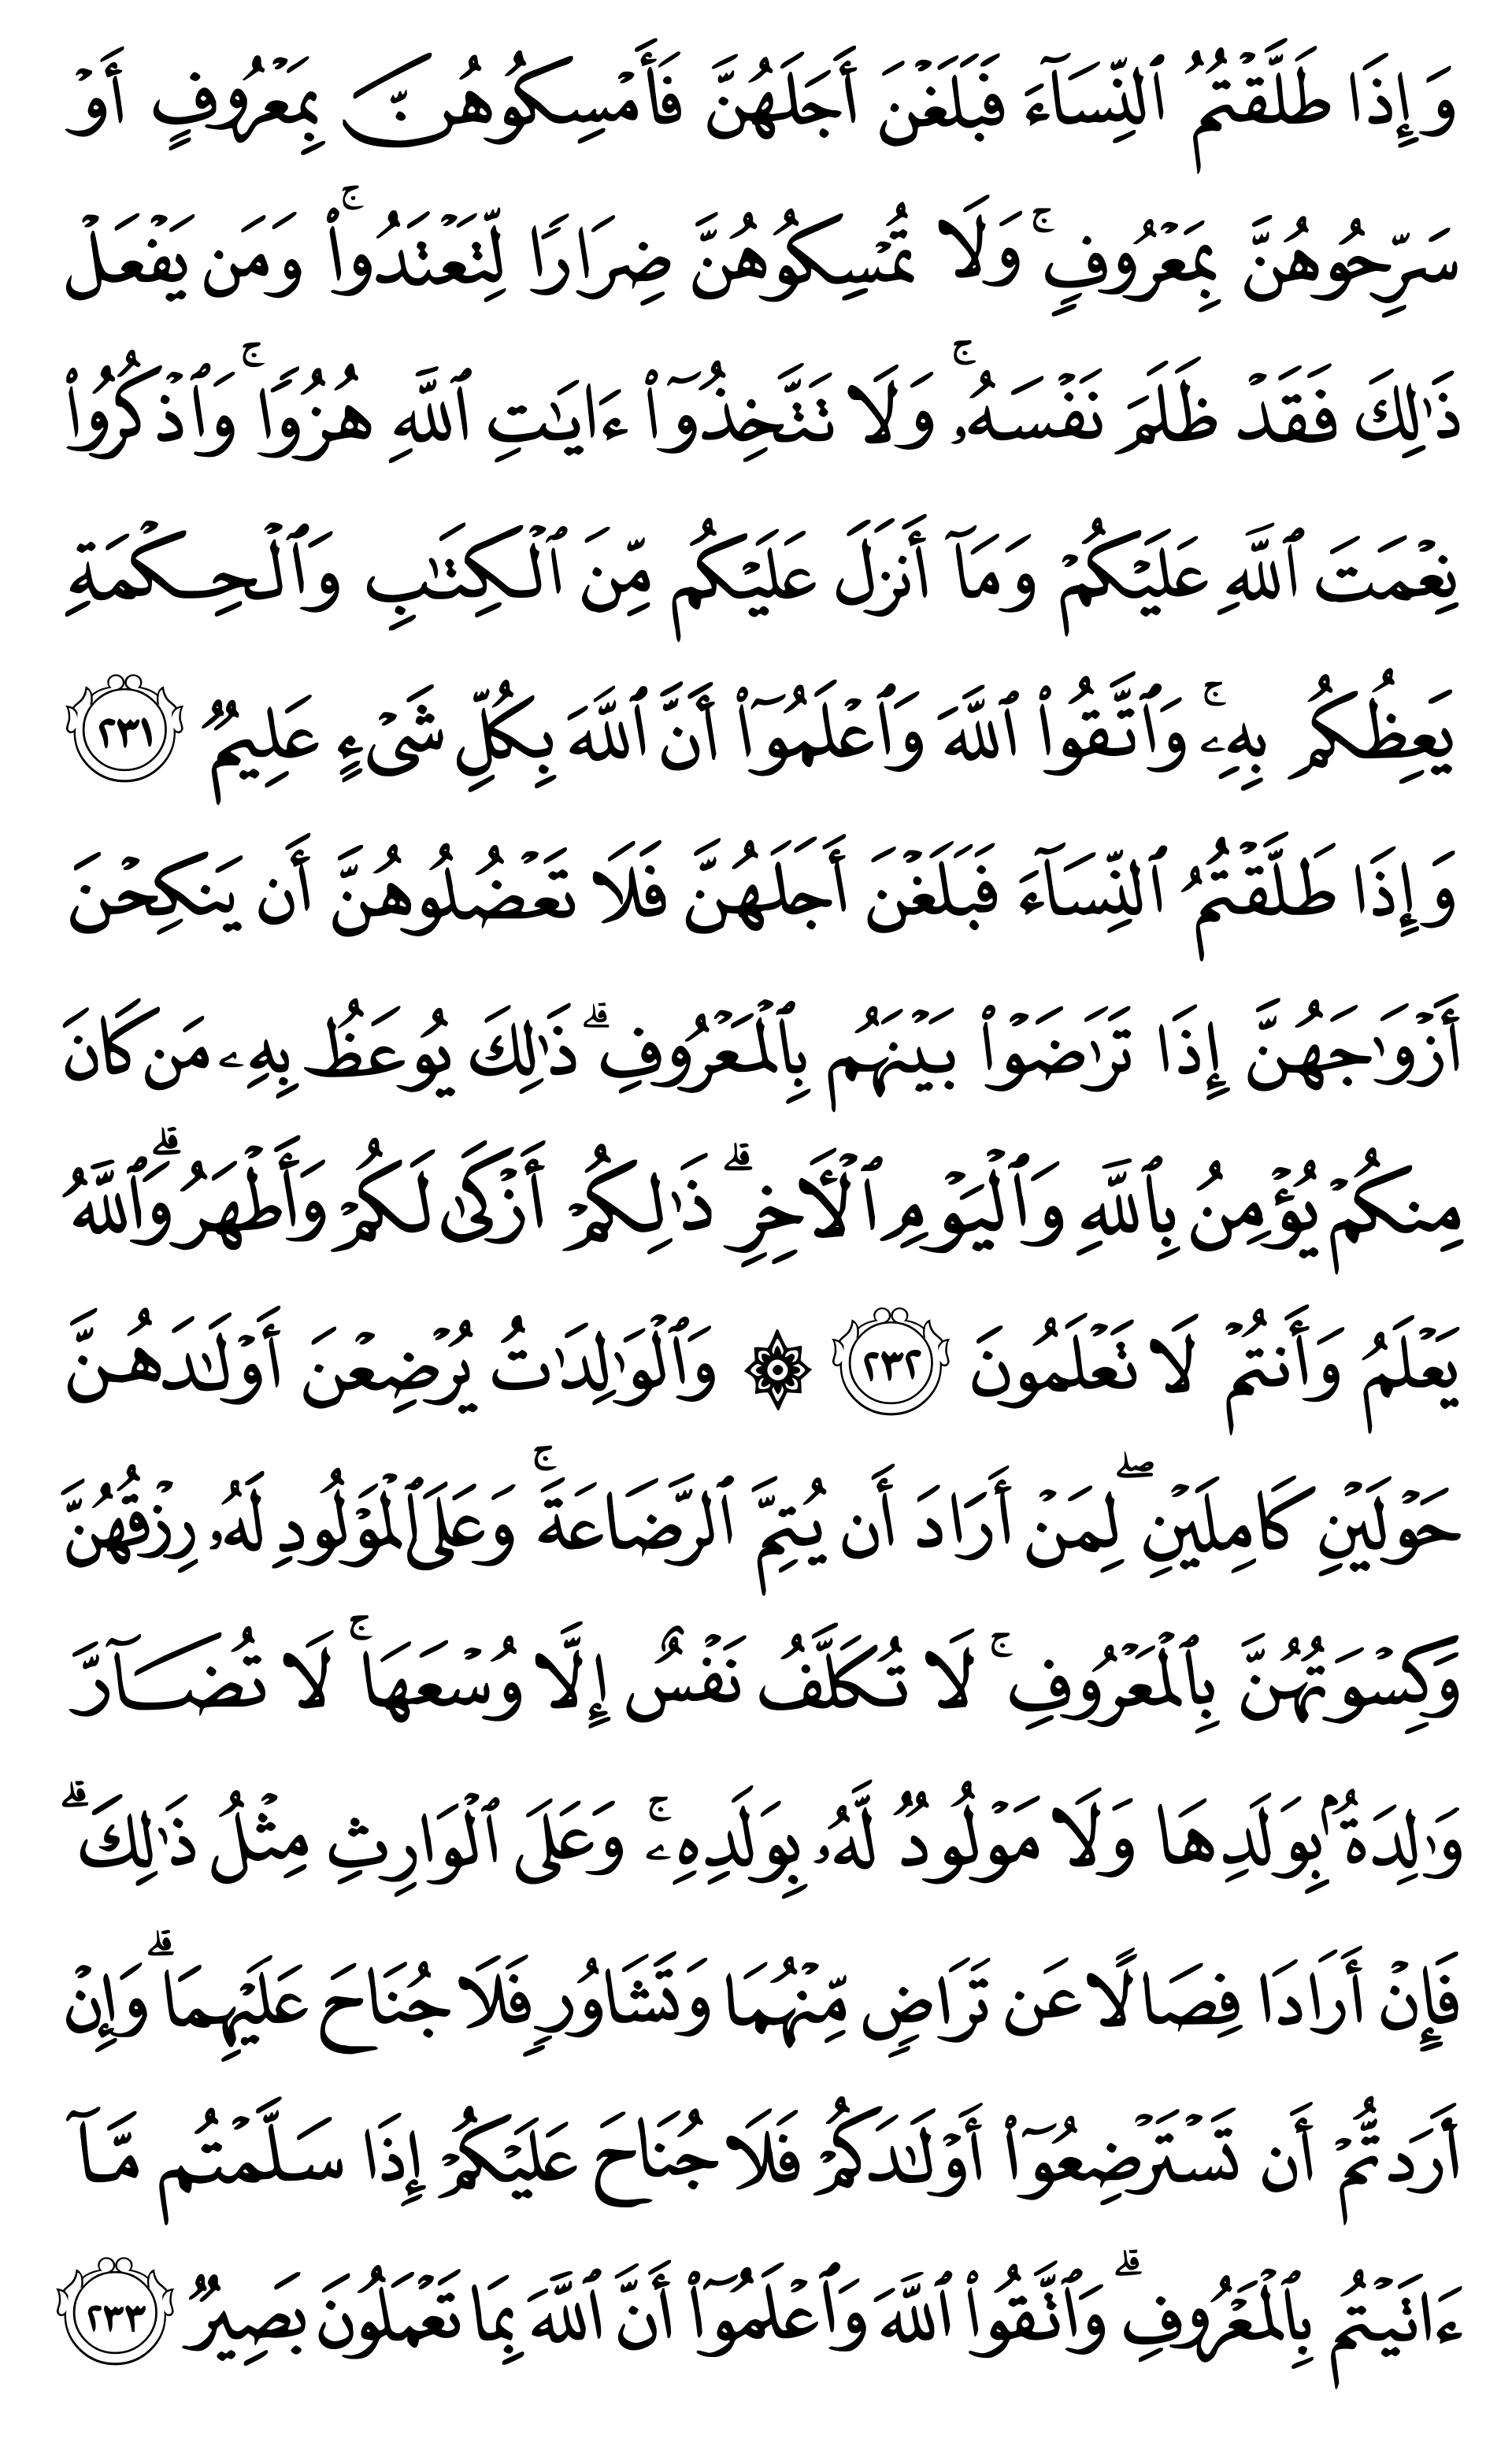 وَإِذَا طَلَّقۡتُمُ ٱلنِّسَآءَ فَبَلَغۡنَ أَجَلَهُنَّ فَأَمۡسِكُوهُنَّ بِمَعۡرُوفٍ أَوۡ
سَرِّحُوهُنَّ بِمَعۡرُوفٖۚ وَلَا تُمۡسِكُوهُنَّ ضِرَارٗا لِّتَعۡتَدُواْۚ وَمَن يَفۡعَلۡ
ذَٰلِكَ فَقَدۡ ظَلَمَ نَفۡسَهُۥۚ وَلَا تَتَّخِذُوٓاْ ءَايَٰتِ ٱللَّهِ هُزُوٗاۚ وَٱذۡكُرُواْ
نِعۡمَتَ ٱللَّهِ عَلَيۡكُمۡ وَمَآ أَنزَلَ عَلَيۡكُم مِّنَ ٱلۡكِتَٰبِ وَٱلۡحِكۡمَةِ
يَعِظُكُم بِهِۦۚ وَٱتَّقُواْ ٱللَّهَ وَٱعۡلَمُوٓاْ أَنَّ ٱللَّهَ بِكُلِّ شَيۡءٍ عَلِيمٞ ٢٣١
وَإِذَا طَلَّقۡتُمُ ٱلنِّسَآءَ فَبَلَغۡنَ أَجَلَهُنَّ فَلَا تَعۡضُلُوهُنَّ أَن يَنكِحۡنَ
أَزۡوَٰجَهُنَّ إِذَا تَرَٰضَوۡاْ بَيۡنَهُم بِٱلۡمَعۡرُوفِۗ ذَٰلِكَ يُوعَظُ بِهِۦ مَن كَانَ
مِنكُمۡ يُؤۡمِنُ بِٱللَّهِ وَٱلۡيَوۡمِ ٱلۡأٓخِرِۗ ذَٰلِكُمۡ أَزۡكَىٰ لَكُمۡ وَأَطۡهَرُۚ وَٱللَّهُ
يَعۡلَمُ وَأَنتُمۡ لَا تَعۡلَمُونَ ٢٣٢ ۞ وَٱلۡوَٰلِدَٰتُ يُرۡضِعۡنَ أَوۡلَٰدَهُنَّ
حَوۡلَيۡنِ كَامِلَيۡنِۖ لِمَنۡ أَرَادَ أَن يُتِمَّ ٱلرَّضَاعَةَۚ وَعَلَى ٱلۡمَوۡلُودِ لَهُۥ رِزۡقُهُنَّ
وَكِسۡوَتُهُنَّ بِٱلۡمَعۡرُوفِۚ لَا تُكَلَّفُ نَفۡسٌ إِلَّا وُسۡعَهَاۚ لَا تُضَآرَّ
وَٰلِدَةُۢ بِوَلَدِهَا وَلَا مَوۡلُودٞ لَّهُۥ بِوَلَدِهِۦۚ وَعَلَى ٱلۡوَارِثِ مِثۡلُ ذَٰلِكَۗ
فَإِنۡ أَرَادَا فِصَالًا عَن تَرَاضٖ مِّنۡهُمَا وَتَشَاوُرٖ فَلَا جُنَاحَ عَلَيۡهِمَاۗ وَإِنۡ
أَرَدتُّمۡ أَن تَسۡتَرۡضِعُوٓاْ أَوۡلَٰدَكُمۡ فَلَا جُنَاحَ عَلَيۡكُمۡ إِذَا سَلَّمۡتُم مَّآ
ءَاتَيۡتُم بِٱلۡمَعۡرُوفِۗ وَٱتَّقُواْ ٱللَّهَ وَٱعۡلَمُوٓاْ أَنَّ ٱللَّهَ بِمَا تَعۡمَلُونَ بَصِيرٞ ٢٣٣